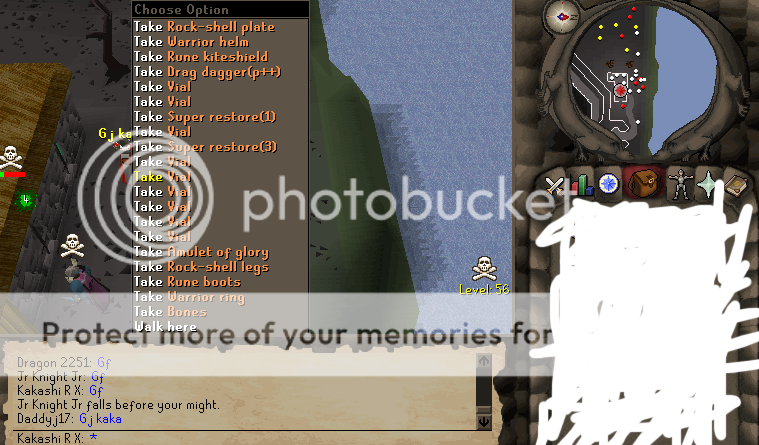 Choose Option
Take Rock-shell plate
Take Warrior helm
Take Rune kiteshield
Take Drag dagger(p++)
Take Vial
Take Vial
Take Super restore(1)
Take Vial
Take Super restore(3)
Take Vial
Take Vial
Take Vial
Take Vial
Take Vial
Take Vial
Take Amulet of glory
Take Rock-shell legs
Take Rune boots
Take Warrior ring
Take Bones
Walk here
G j ka
4
Level: 56
photobucket
Protect more of your memories for
Dragon 2251: Gf
Jr Knight Jr: Gf
Kakashi R X: Gf
Jr Knight Jr falls before your might.
Daddyj17: G j kaka
Kakashi R X: *